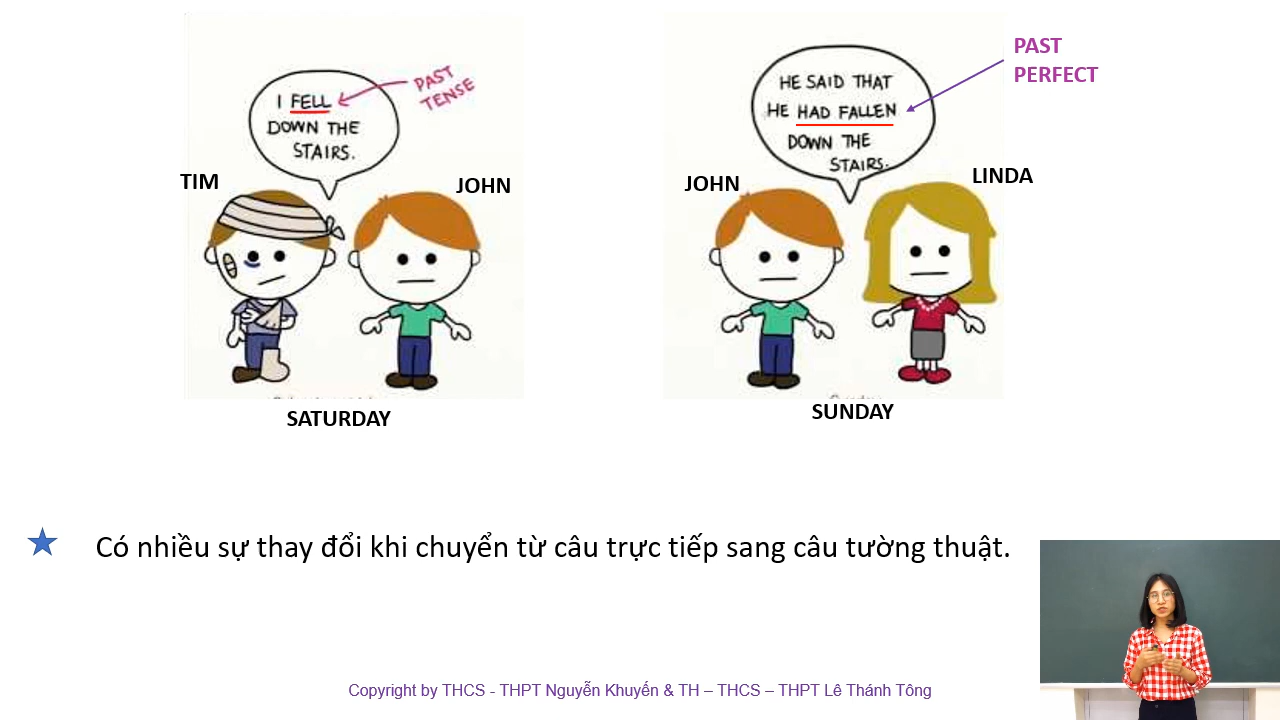 PAST
PERFECT
PAST
TENSE
I FELL
DOWN THE
STAIRS.
HE SAID THAT
HE HAD FALLEN
DOWN THE
STAIRS.
TIM
JOHN
JOHN
LINDA
SATURDAY
SUNDAY
Có nhiều sự thay đổi khi chuyển từ câu trực tiếp sang câu tường thuật.
Copyright by THCS - THPT Nguyễn Khuyến & TH – THCS – THPT Lê Thánh Tông